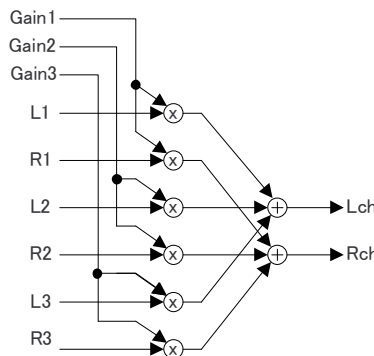 Gain1
Gain2
Gain3
L1
x
R1
x
L2
x
+
Lch
R2
x
+
Rch
L3
x
R3
x